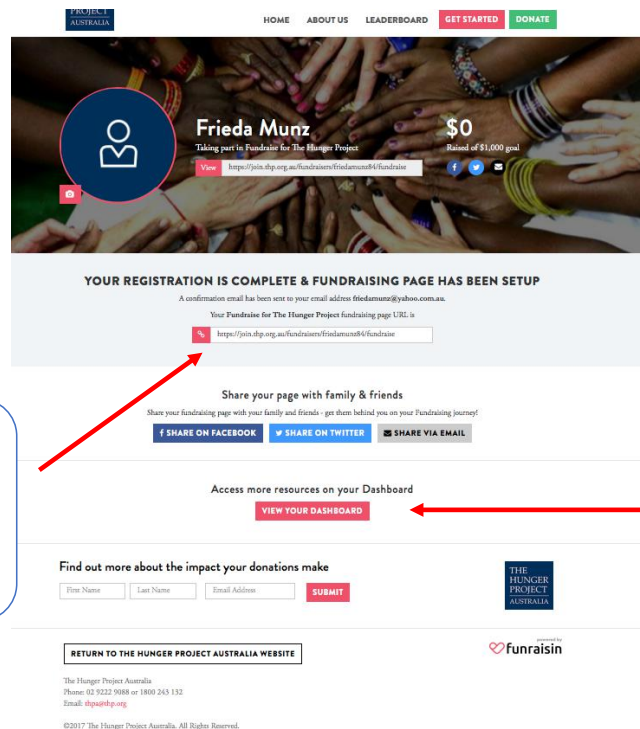 PROJECT
AUSTRALIA
HOME ABOUT US LEADERBOARD GET STARTED DONATE
Frieda Munz
Taking part in Fundraise for The Hunger Project
View https://join.thp.org.au/fundraisers/friedamunz84/fundraise
$0
Raised of $1,000 goal
YOUR REGISTRATION IS COMPLETE & FUNDRAISING PAGE HAS BEEN SETUP
A confirmation email has been sent to your email address friedamunz@yahoo.com.au.
Your Fundraise for The Hunger Project fundraising page URL is
https://join.thp.org.au/fundraisers/friedamunz84/fundraise
Share your page with family & friends
Share your fundraising page with your family and friends - get them behind you on your Fundraising journey!
SHARE ON FACEBOOK SHARE ON TWITTER SHARE VIA EMAIL
Access more resources on your Dashboard
VIEW YOUR DASHBOARD
Find out more about the impact your donations make
First Name Last Name Email Address SUBMIT
THE
HUNGER
PROJECT
AUSTRALIA
RETURN TO THE HUNGER PROJECT AUSTRALIA WEBSITE
powered by
funraisin
The Hunger Project Australia
Phone: 02 9222 9088 or 1800 243 132
Email: thpa@thp.org
©2017 The Hunger Project Australia. All Rights Reserved.